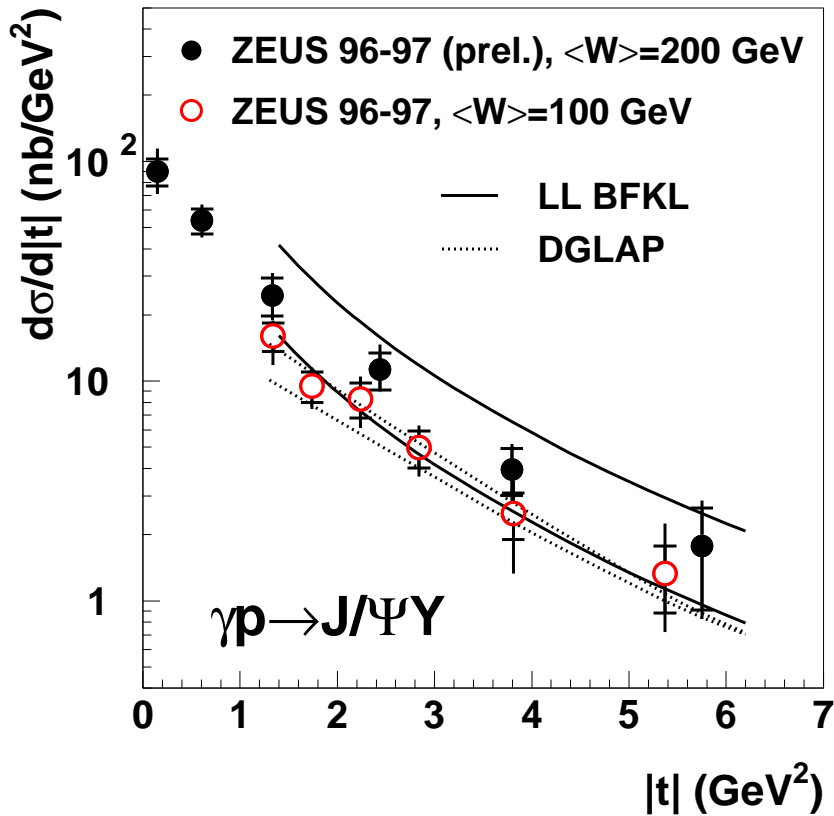 ZEUS 96-97 (prel.), <W>=200 GeV
ZEUS 96-97, <W>=100 GeV
LL BFKL
DGLAP
dσ/d|t| (nb/GeV²)
10²
10
1
γp→J/ΨY
0 1 2 3 4 5 6 7
|t| (GeV²)